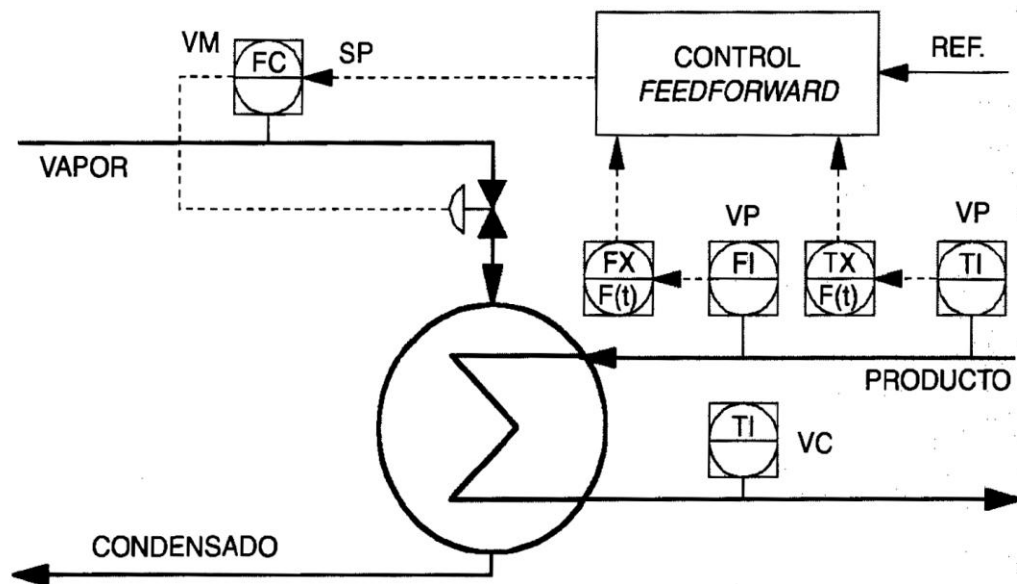 VM
FC
SP
CONTROL
FEEDFORWARD
REF.
VAPOR
VP
VP
FX
F(t)
FI
TX
F(t)
TI
PRODUCTO
TI
VC
CONDENSADO